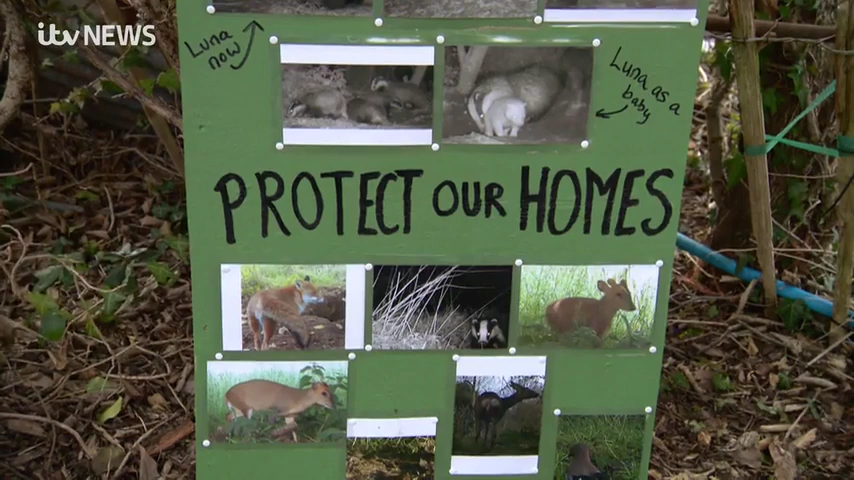 itv NEWS
Luna
now
Luna as a
baby
PROTECT OUR HOMES